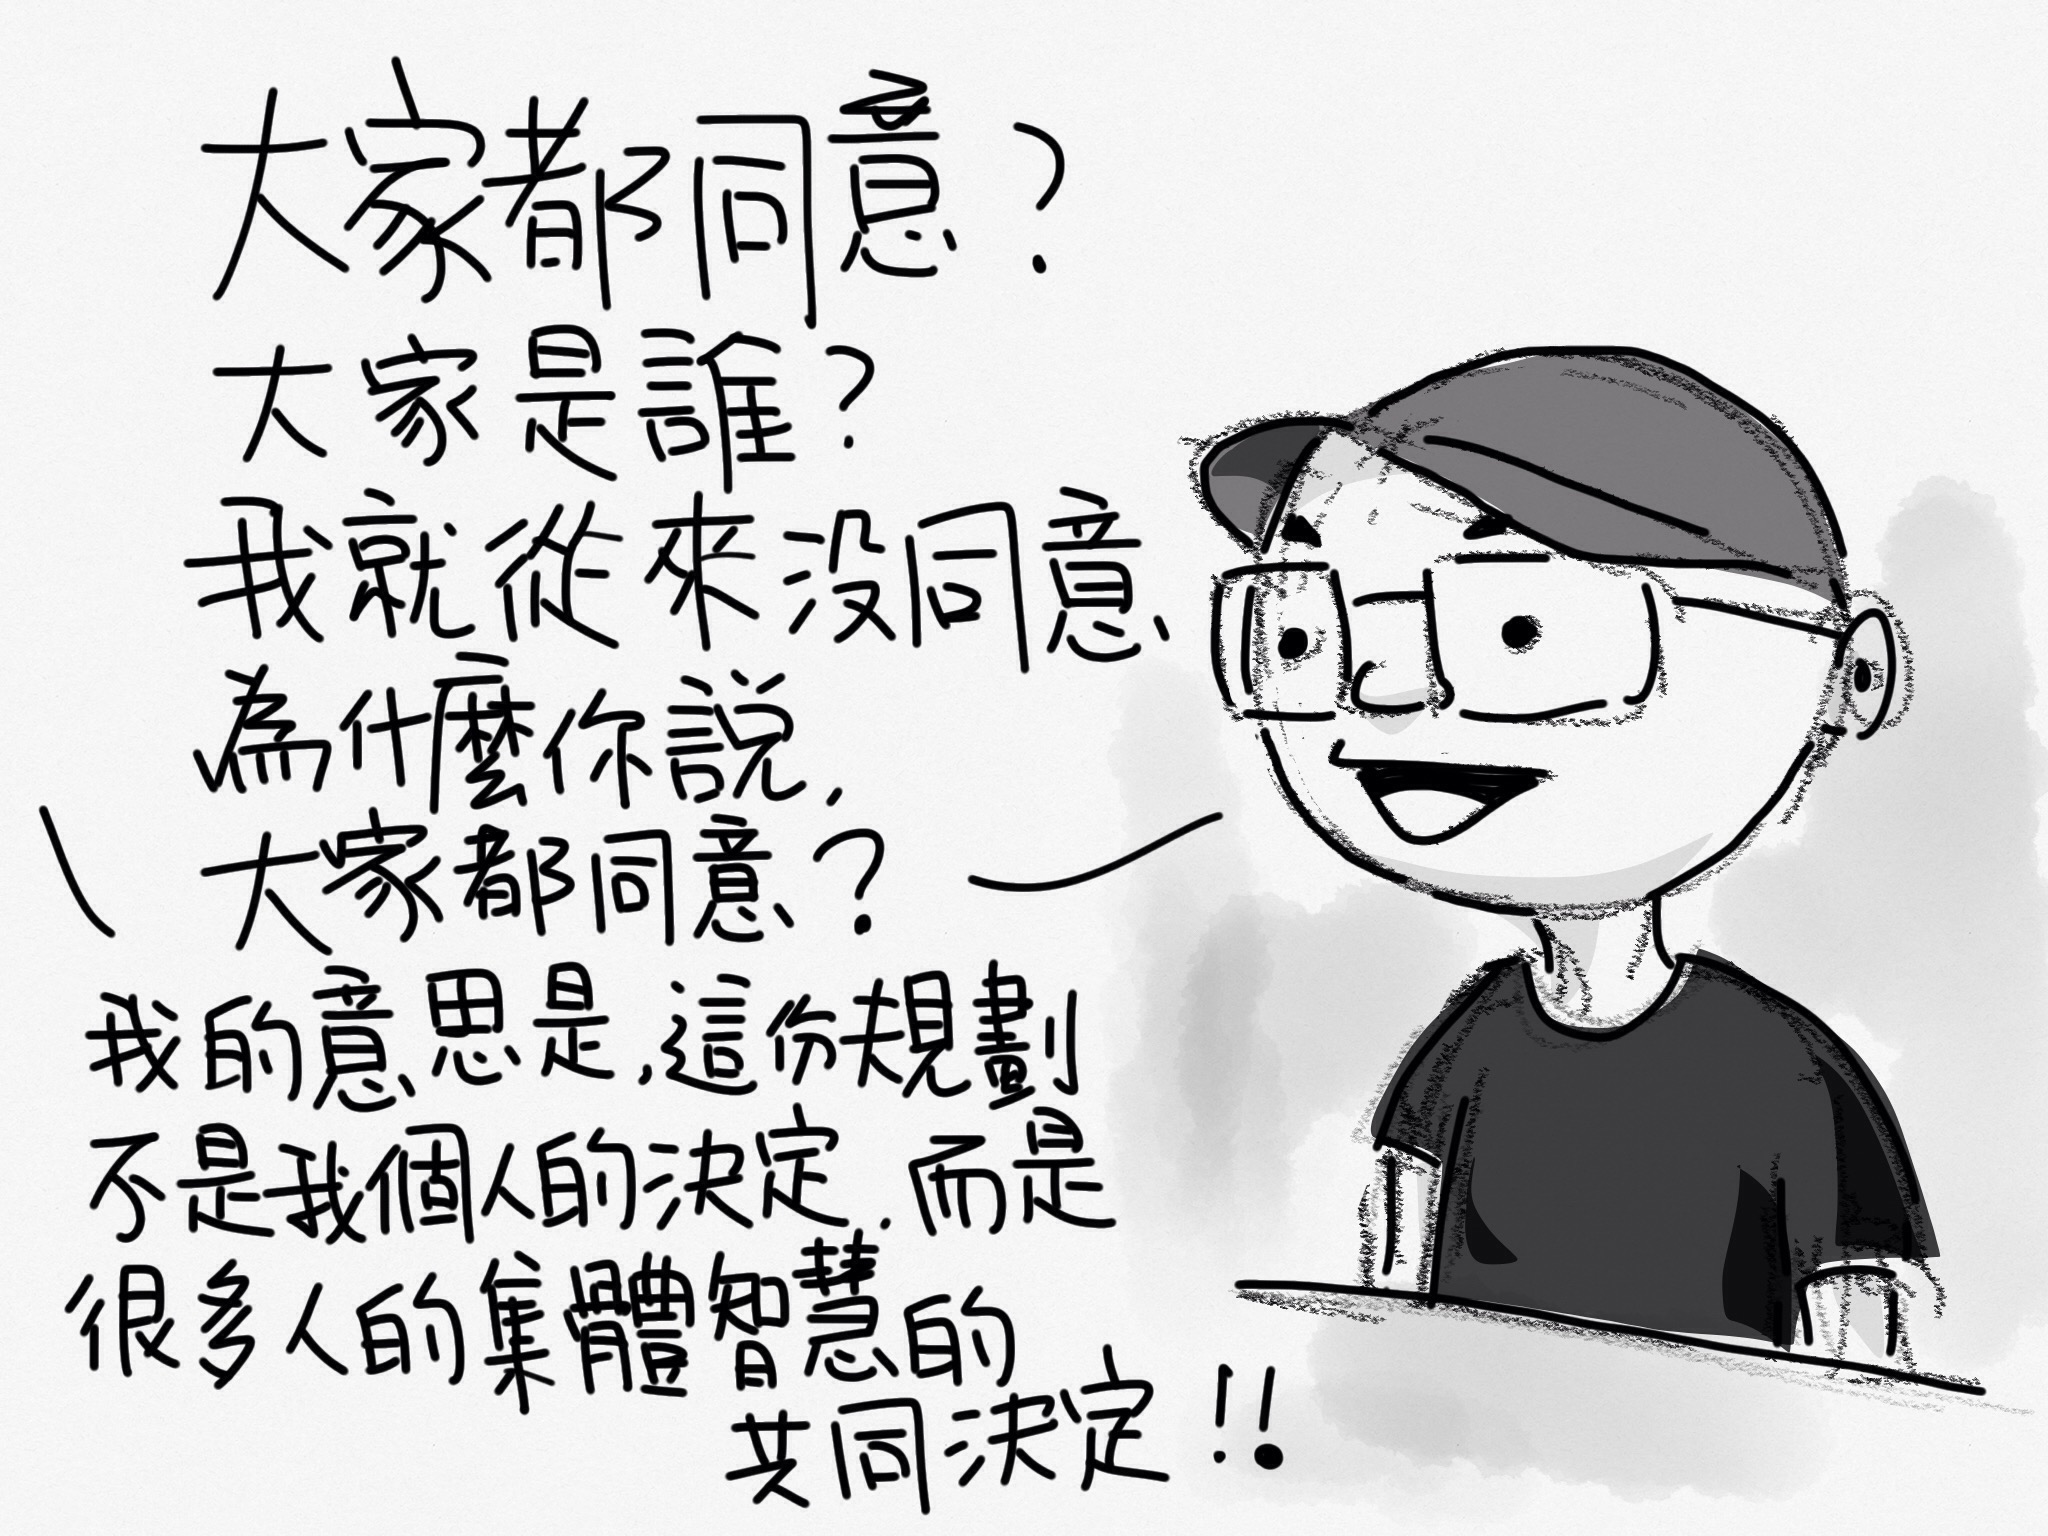 大家都同意？
大家是誰？
我就從來没同意
為什麼你說，
大家都同意？
我的意思是，這份規劃
不是我個人的決定，而是
很多人的集體智慧的
共同決定！！